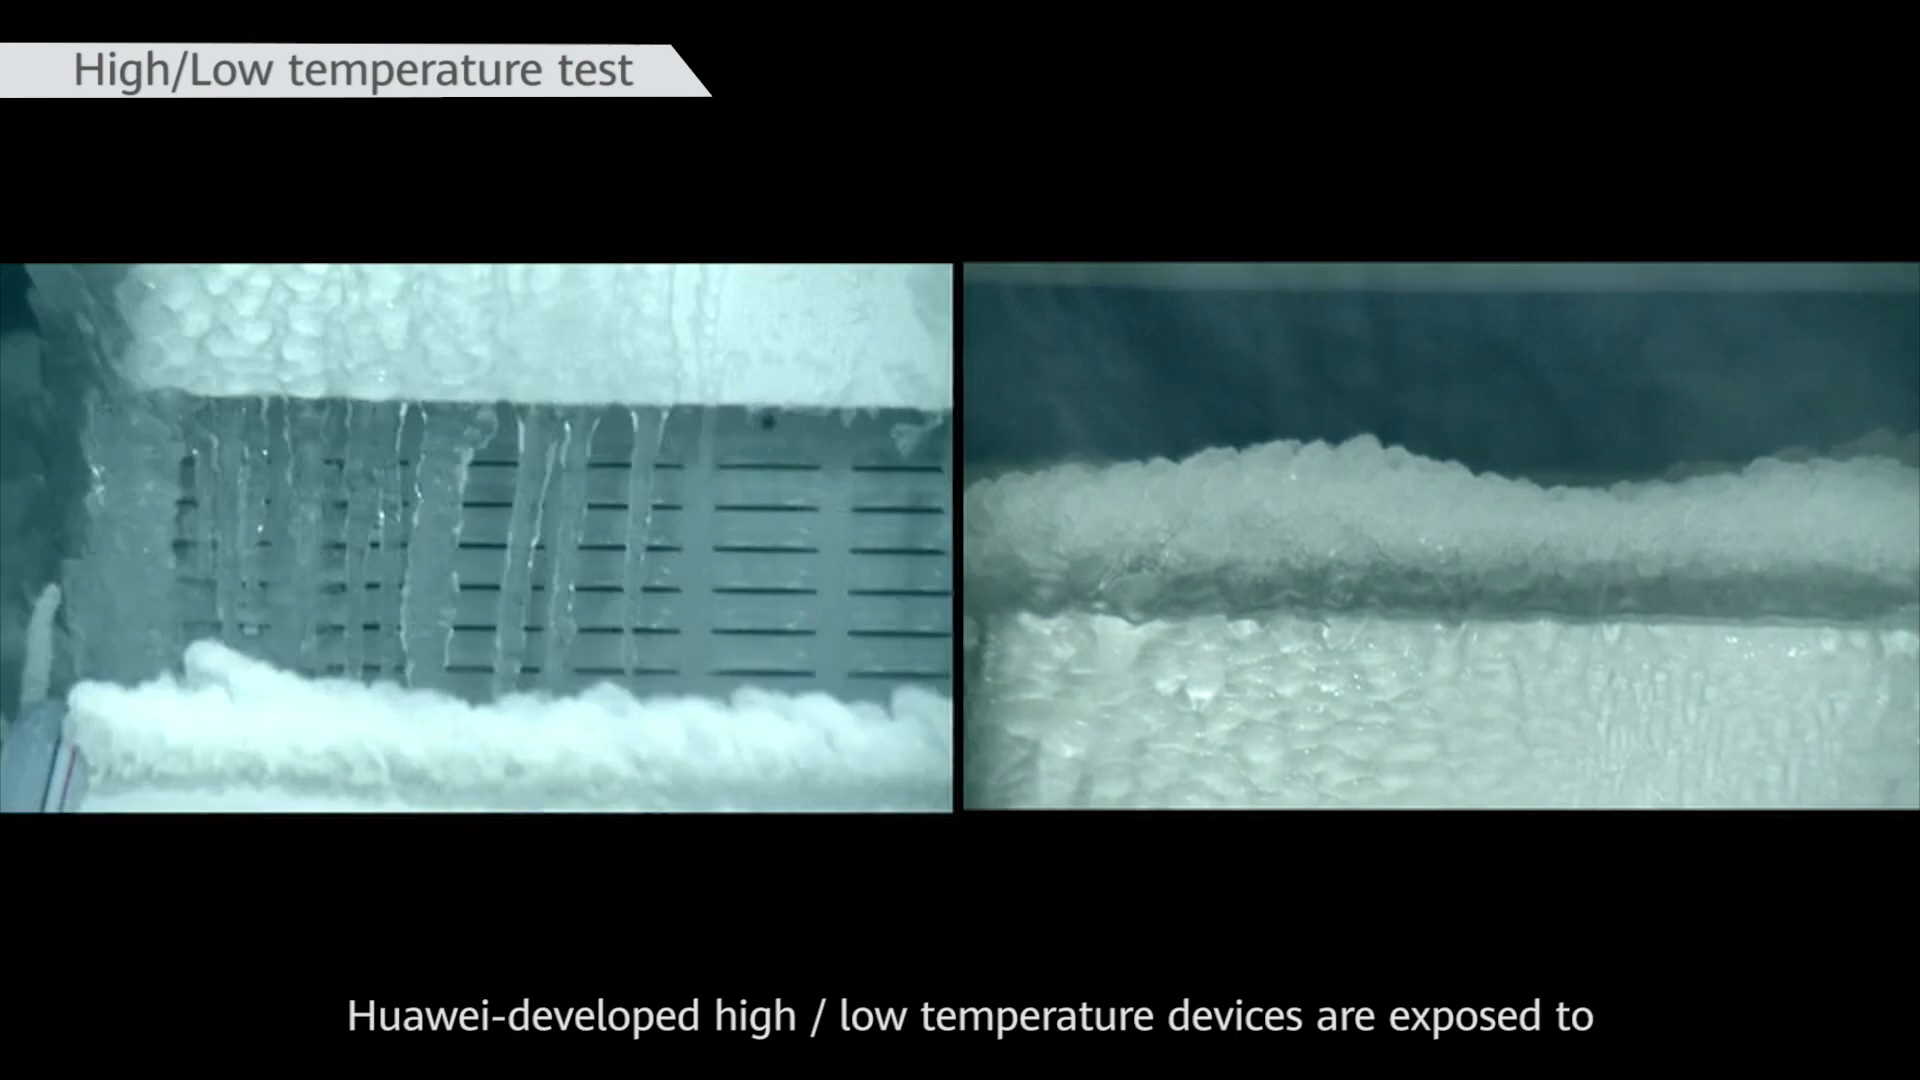 High/Low temperature test
Huawei-developed high / low temperature devices are exposed to